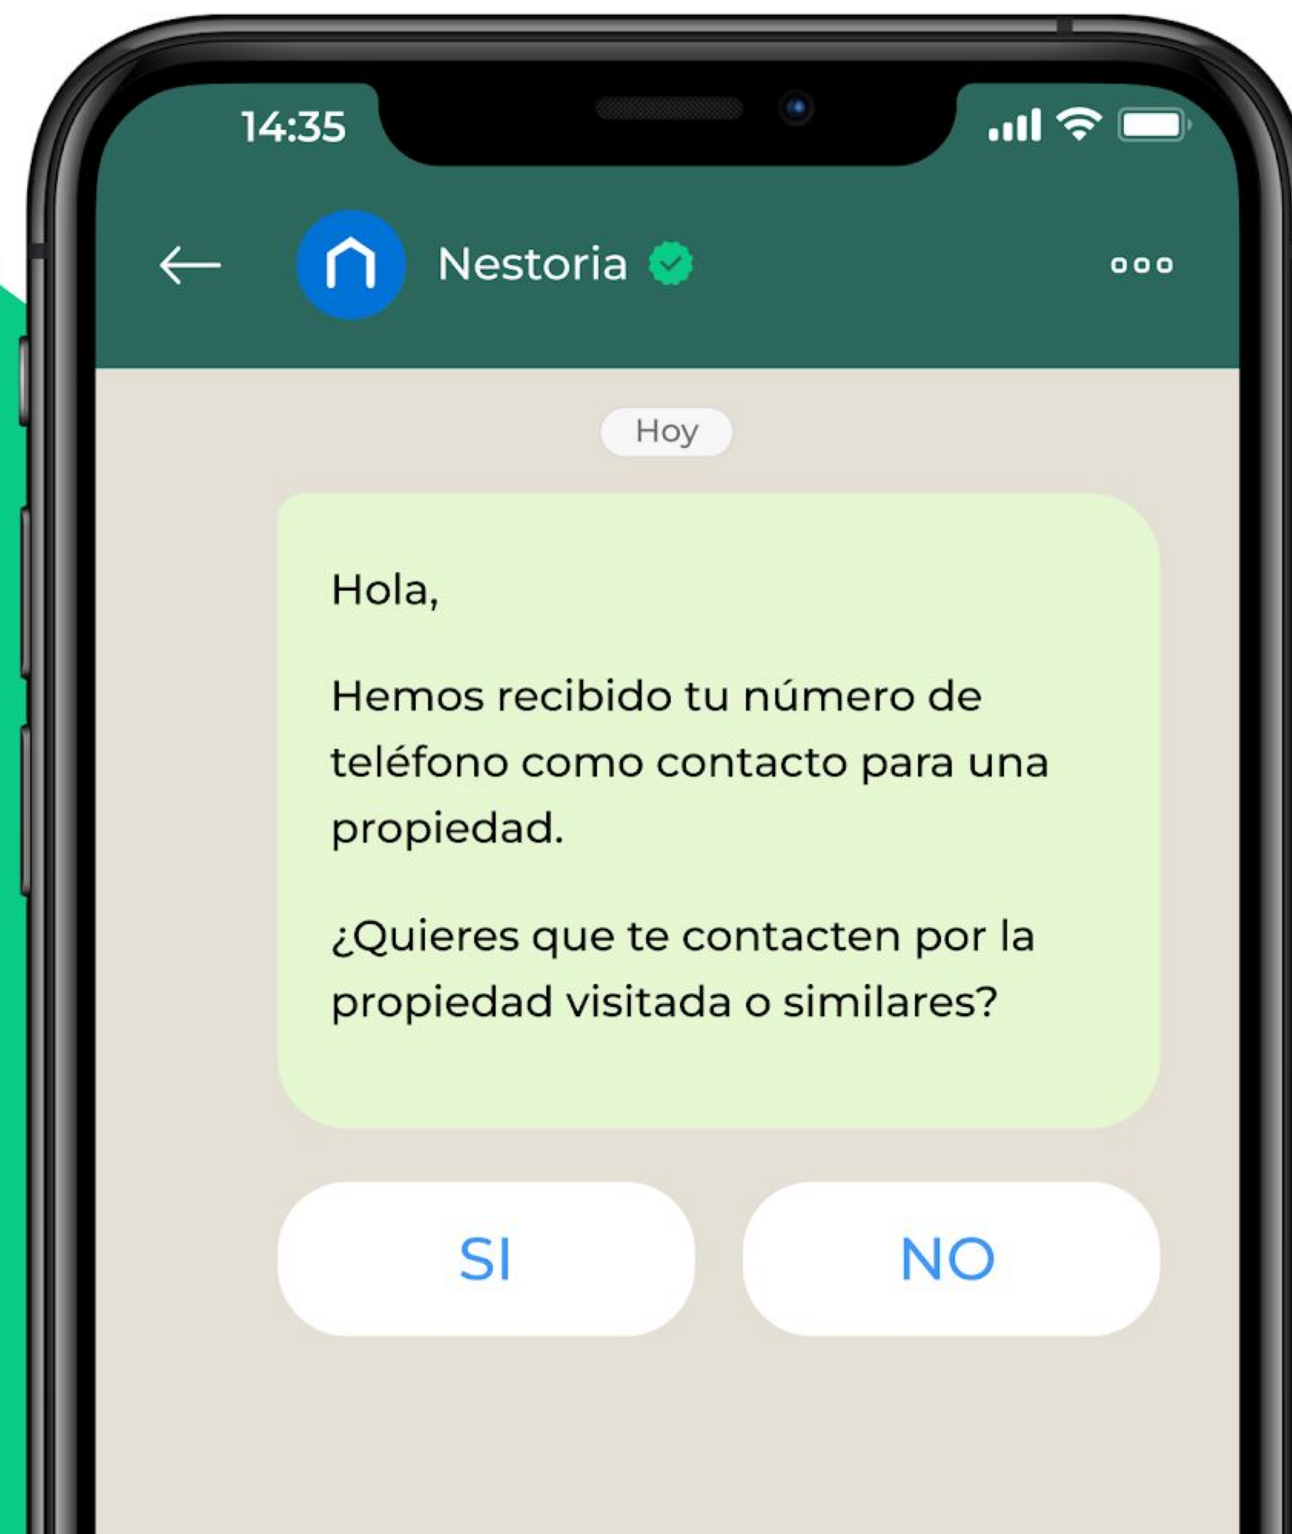 14:35
Nestoria
Hoy
Hola,
Hemos recibido tu número de
teléfono como contacto para una
propiedad.
¿Quieres que te contacten por la
propiedad visitada o similares?
SI
NO